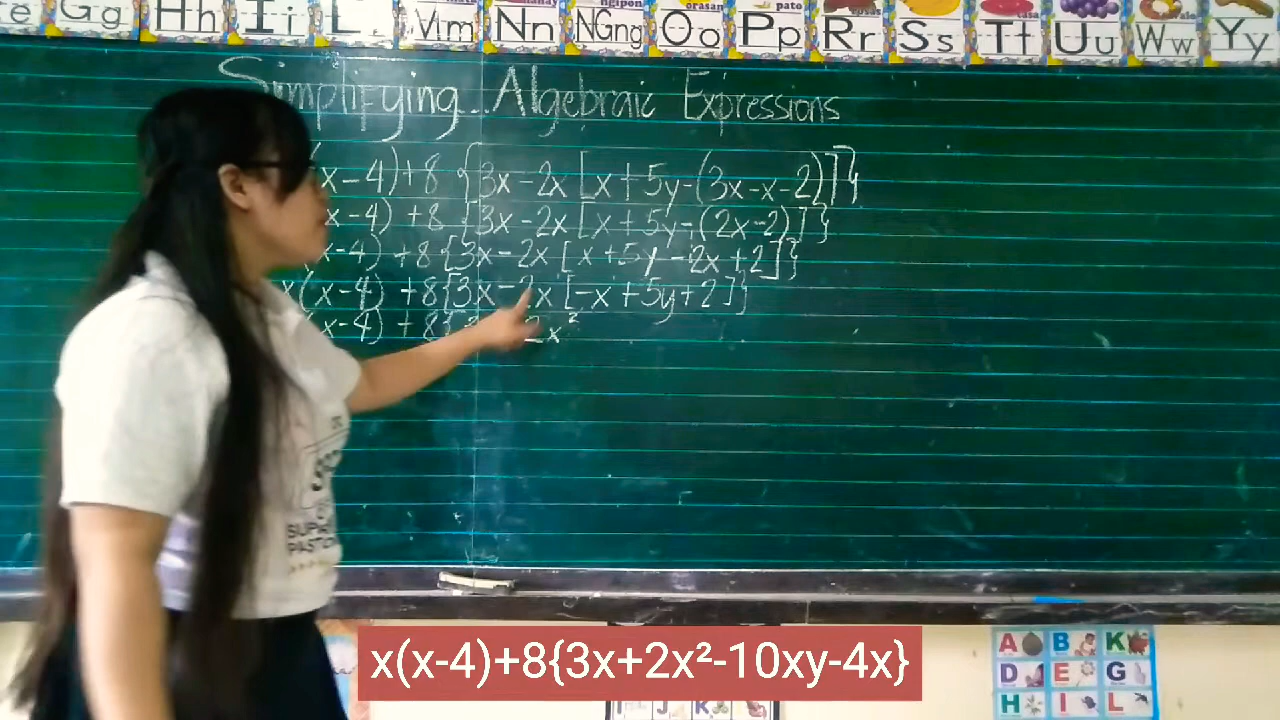 Gg Hh Ii L Mm Nn NGng Oo Pp Rr Ss Tt Uu Ww Yy
Simplifying Algebraic Expressions
x-4)+8 {3x-2x [x+5y-(3x-x-2)]}
x-4) +8 {3x-2x [x+5y-(2x-2)]}
x-4) +8{3x-2x [x+5y-2x+2]}
x(x-4) +8{3x-2x [-x+5y+2]}
(x-4) + 8{3 2x²
x(x-4)+8{3x+2x²-10xy-4x}
A B K
D E G
H I L